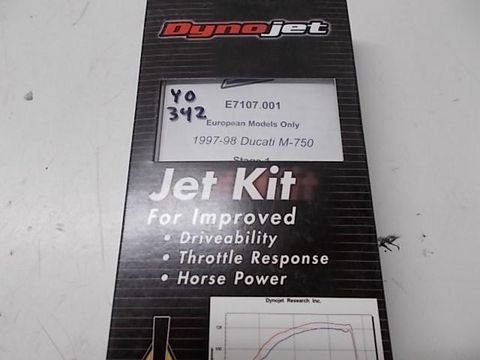 Dynojet
YO
342
E7107.001
European Models Only
1997-98 Ducati M-750
Stage 1
Jet Kit
For Improved
• Driveability
• Throttle Response
• Horse Power
Dynojet Research Inc.